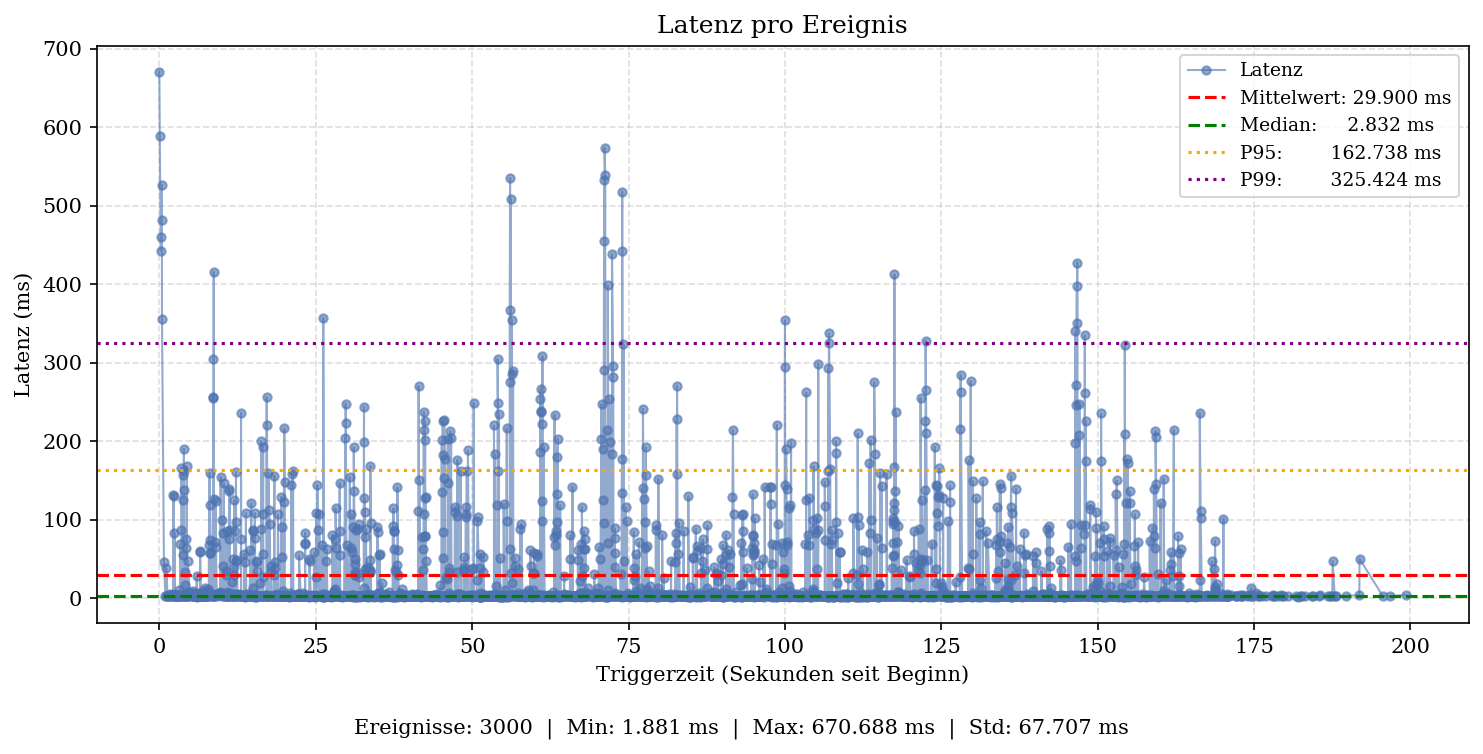 Latenz pro Ereignis
Latenz (ms)
700
600
500
400
300
200
100
0
Latenz
Mittelwert: 29.900 ms
Median: 2.832 ms
P95: 162.738 ms
P99: 325.424 ms
0 25 50 75 100 125 150 175 200
Triggerzeit (Sekunden seit Beginn)
Ereignisse: 3000 | Min: 1.881 ms | Max: 670.688 ms | Std: 67.707 ms